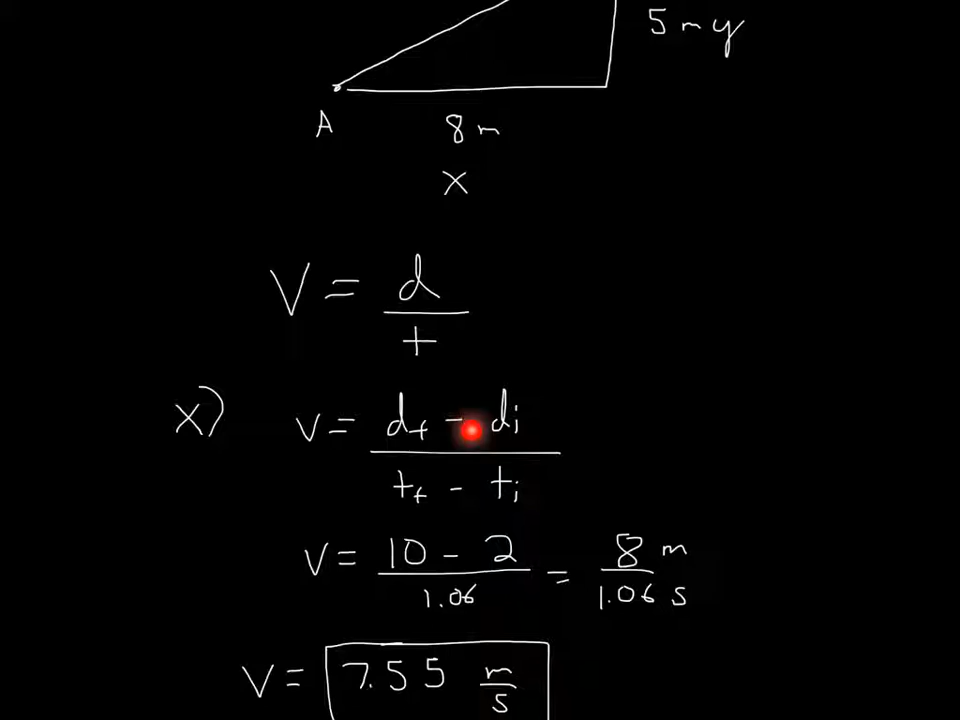 5 m y
A
8 m
x
V = d / t
x) v = df - di / tf - ti
v = 10 - 2 / 1.06 = 8 m / 1.06 s
V = 7.55 m / s